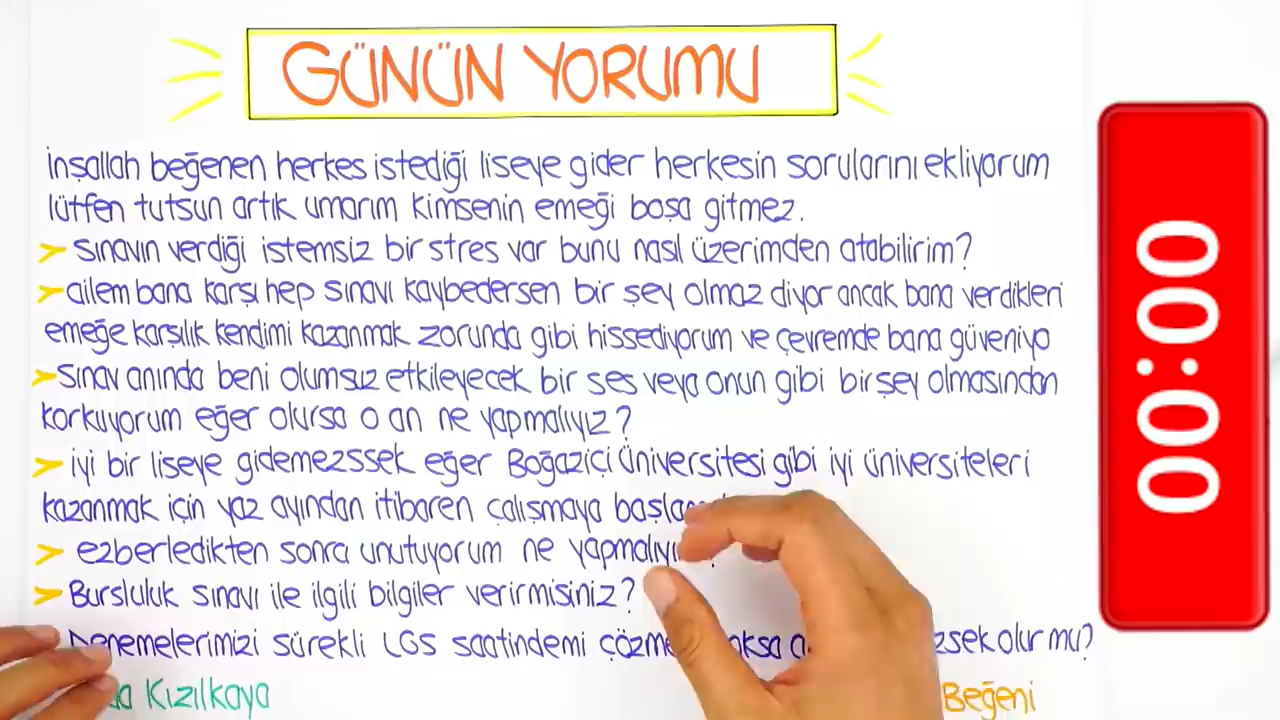 GÜNÜN YORUMU
İnşallah beğenen herkes istediği liseye gider herkesin sorularını ekliyorum
lütfen tutsun artık umarım kimsenin emeği boşa gitmez.
➤ Sınavın verdiği istemsiz bir stres var bunu nasıl üzerimden atabilirim?
➤ ailem bana karşı hep sınavı kaybedersen bir şey olmaz diyor ancak bana verdikleri
emeğe karşılık kendimi kazanmak zorunda gibi hissediyorum ve çevremde bana güveniyo
➤ Sınav anında beni olumsuz etkileyecek bir ses veya onun gibi birşey olmasından
korkuyorum eğer olursa o an ne yapmalıyız?
➤ iyi bir liseye gidemezssek eğer Boğaziçi Üniversitesi gibi iyi üniversiteleri
kazanmak için yaz ayından itibaren çalışmaya
➤ ezberledikten sonra unutuyorum ne
➤ Bursluluk sınavı ile ilgili bilgiler verirmisiniz?
sürekli LGS saatindemi olur mu?
Kızılkaya
Beğeni
00:00